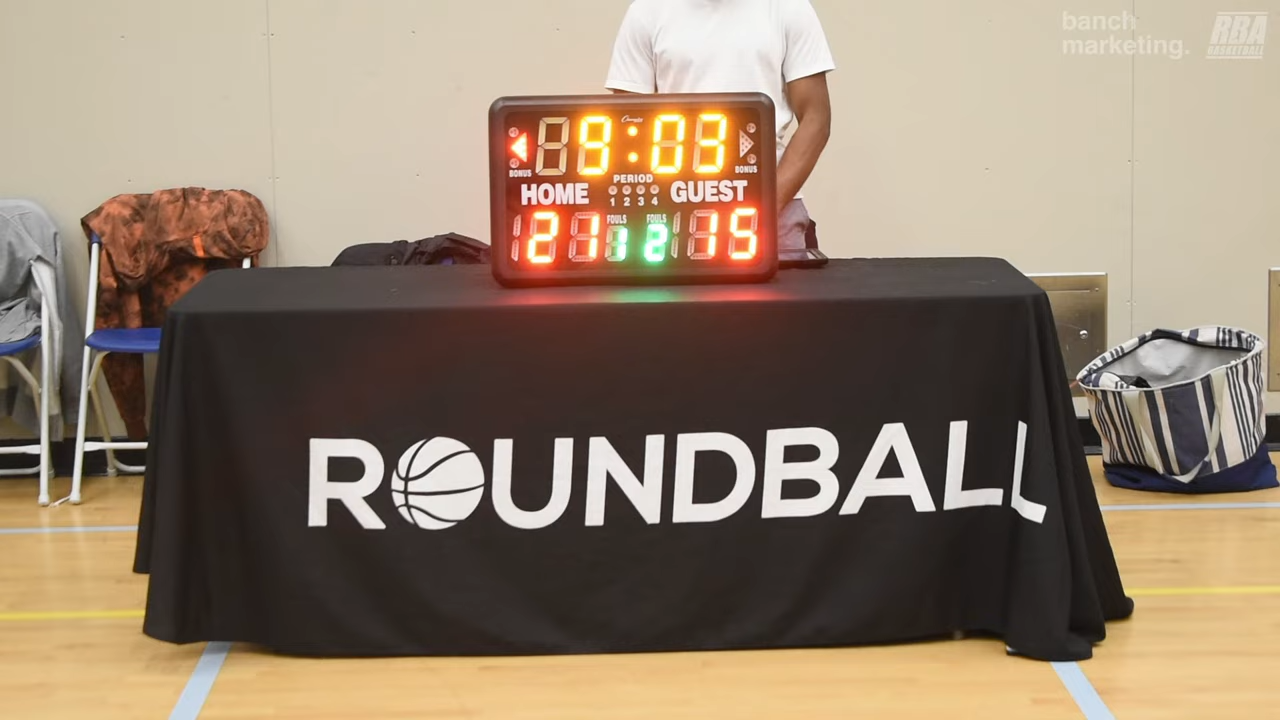 banch
marketing.
RBA
BASKETBALL
Champion
9:03
BONUS
PERIOD
BONUS
HOME
1 2 3 4
GUEST
FOULS
FOULS
21
1
2
15
ROUNDBALL